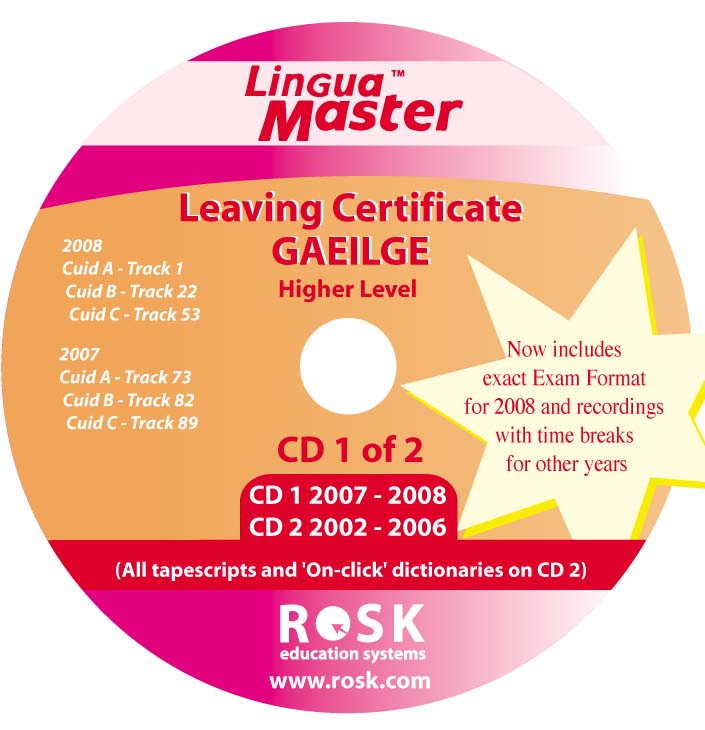 Lingua™
Master
Leaving Certificate
GAEILGE
Higher Level
2008
Cuid A - Track 1
Cuid B - Track 22
Cuid C - Track 53
2007
Cuid A - Track 73
Cuid B - Track 82
Cuid C - Track 89
Now includes
exact Exam Format
for 2008 and recordings
with time breaks
for other years
CD 1 of 2
CD 1 2007 - 2008
CD 2 2002 - 2006
(All tapescripts and 'On-click' dictionaries on CD 2)
ROSK
education systems
www.rosk.com